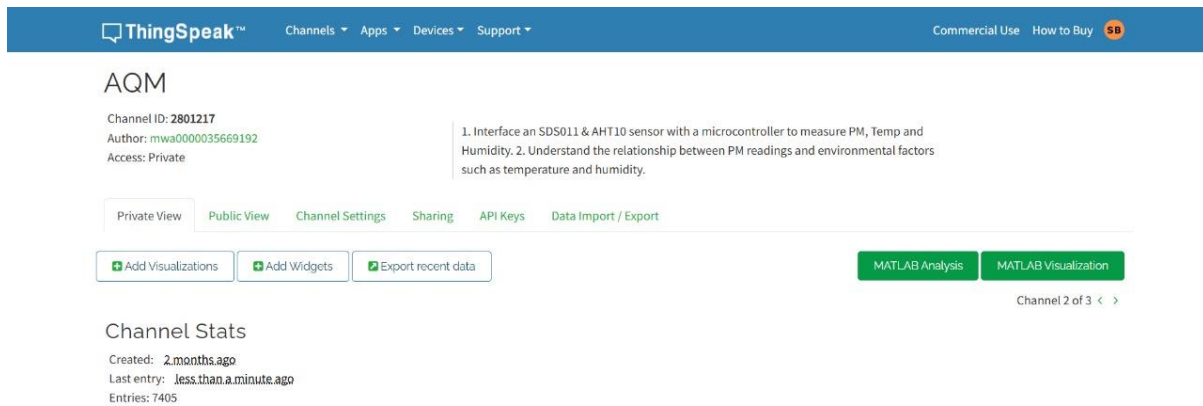 ThingSpeak™ Channels Apps Devices Support Commercial Use How to Buy SB
AQM
Channel ID: 2801217
Author: mwa0000035669192
Access: Private
1. Interface an SDS011 & AHT10 sensor with a microcontroller to measure PM, Temp and
Humidity. 2. Understand the relationship between PM readings and environmental factors
such as temperature and humidity.
Private View Public View Channel Settings Sharing API Keys Data Import / Export
Add Visualizations Add Widgets Export recent data MATLAB Analysis MATLAB Visualization
Channel 2 of 3 < >
Channel Stats
Created: 2 months ago
Last entry: less than a minute ago
Entries: 7405